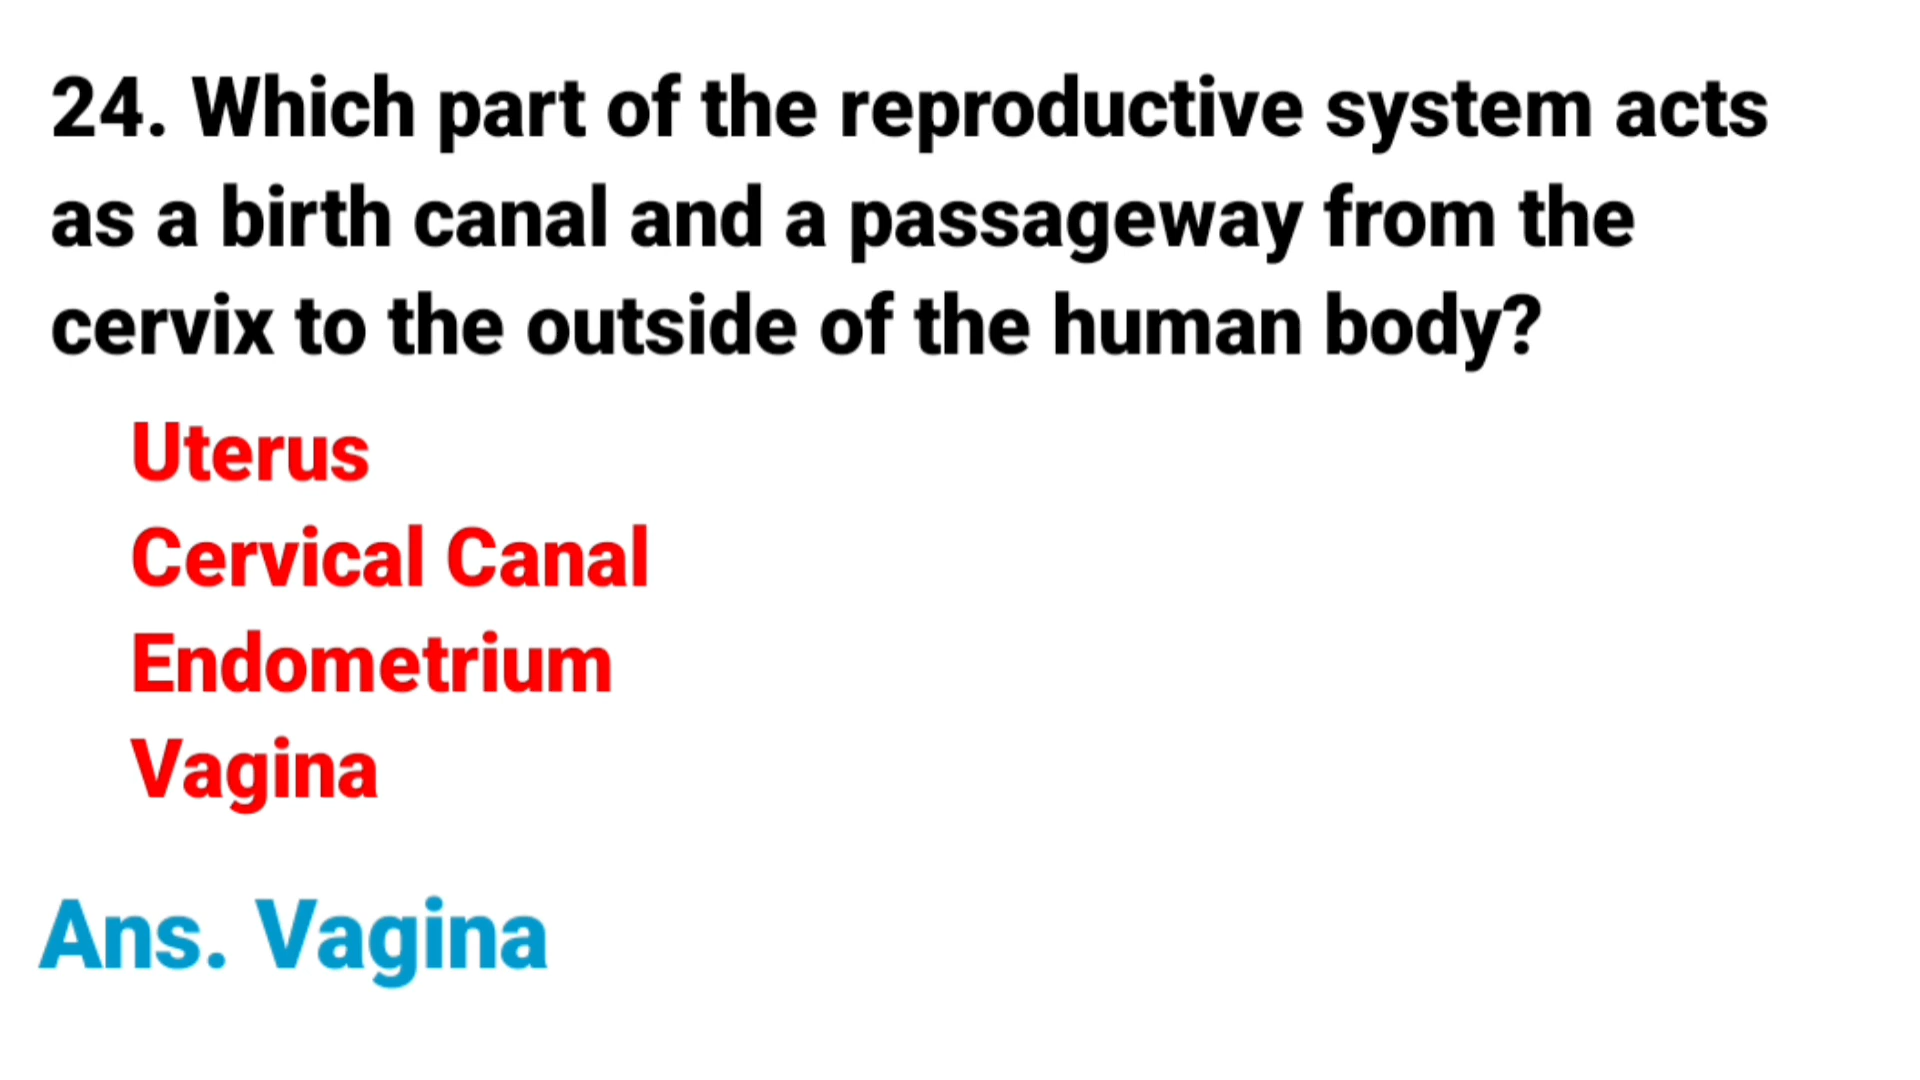 24. Which part of the reproductive system acts
as a birth canal and a passageway from the
cervix to the outside of the human body?
Uterus
Cervical Canal
Endometrium
Vagina
Ans. Vagina